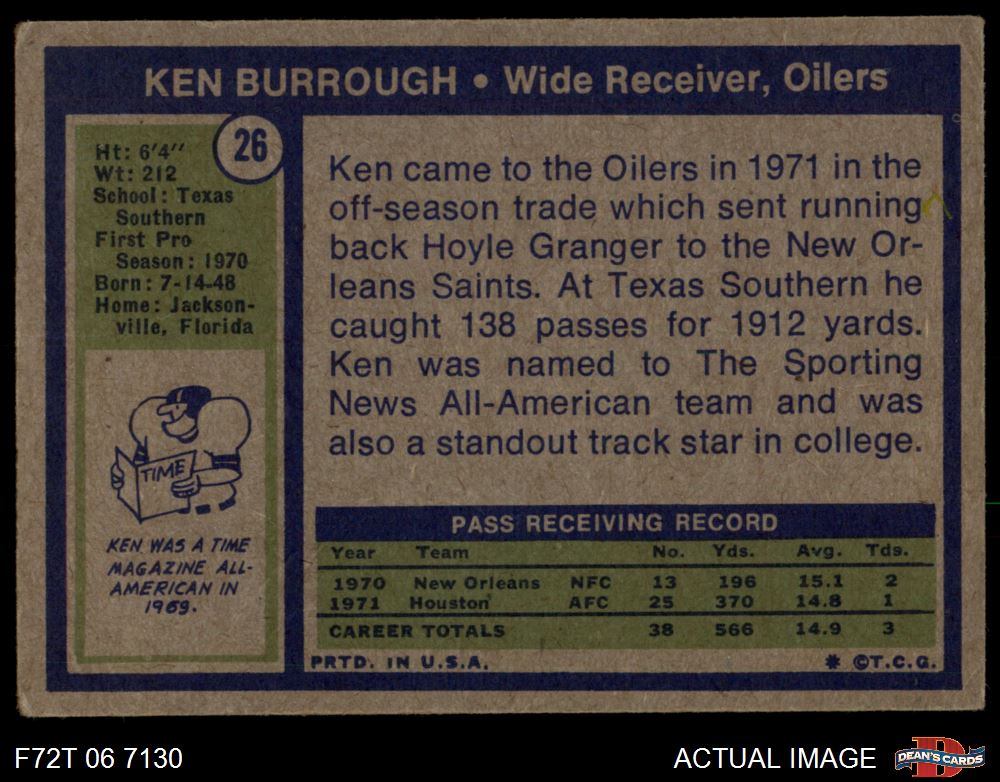 KEN BURROUGH • Wide Receiver, Oilers
26
Ht: 6'4"
Wt: 212
School: Texas
Southern
First Pro
Season: 1970
Born: 7-14-48
Home: Jackson-
ville, Florida
TIME
KEN WAS A TIME
MAGAZINE ALL-
AMERICAN IN
1969.
Ken came to the Oilers in 1971 in the
off-season trade which sent running
back Hoyle Granger to the New Or-
leans Saints. At Texas Southern he
caught 138 passes for 1912 yards.
Ken was named to The Sporting
News All-American team and was
also a standout track star in college.
PASS RECEIVING RECORD
Year Team No. Yds. Avg. Tds.
1970 New Orleans NFC 13 196 15.1 2
1971 Houston AFC 25 370 14.8 1
CAREER TOTALS 38 566 14.9 3
PRTD. IN U.S.A. * ©T.C.G.
F72T 06 7130
ACTUAL IMAGE
D
DEAN'S CARDS